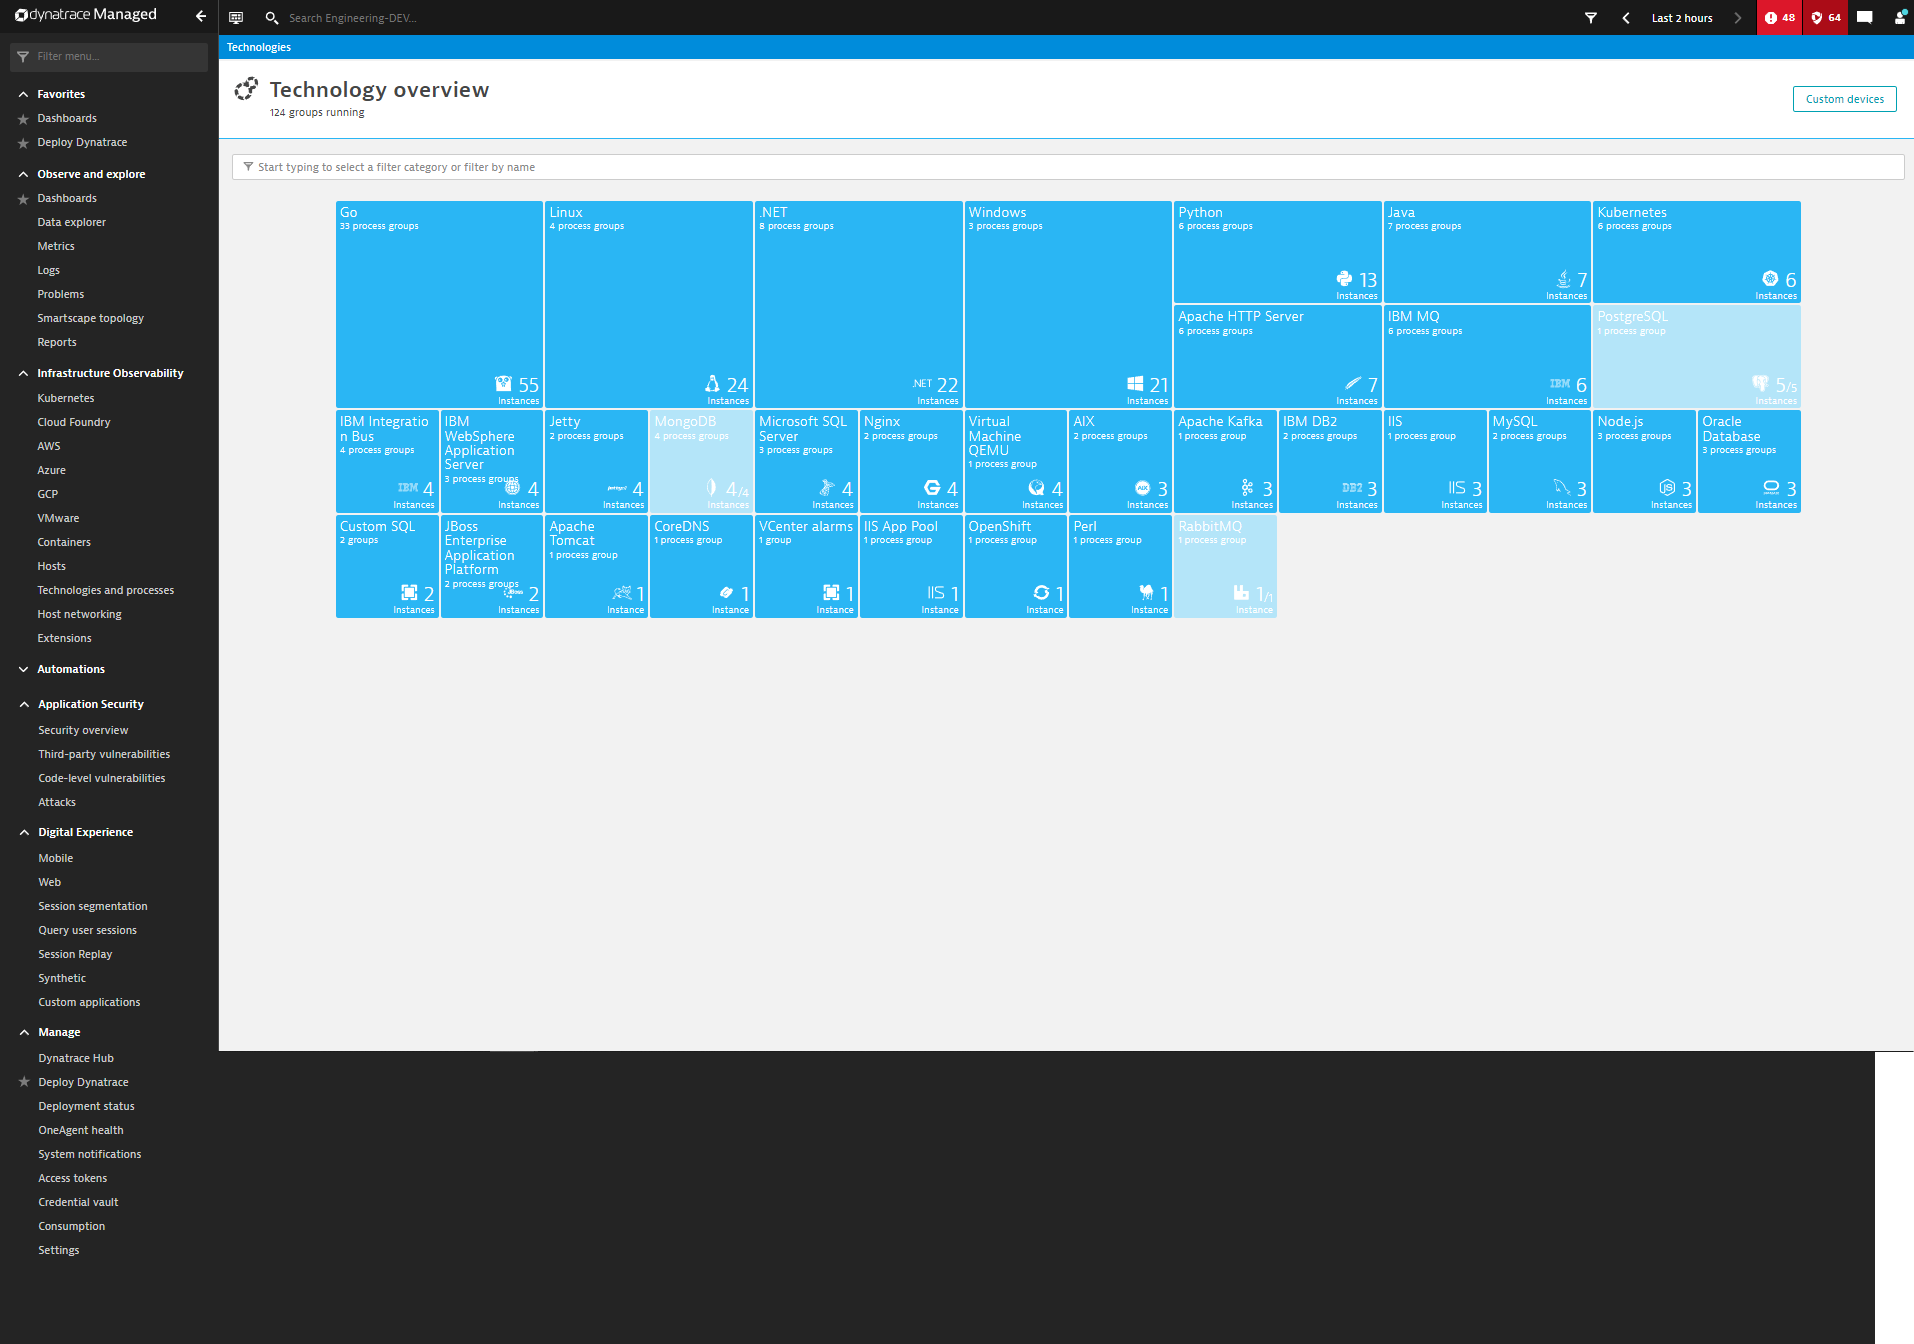 dynatrace Managed
Search Engineering-DEV...
Last 2 hours
48
64
Filter menu...
Favorites
Dashboards
Deploy Dynatrace
Observe and explore
Dashboards
Data explorer
Metrics
Logs
Problems
Smartscape topology
Reports
Infrastructure Observability
Kubernetes
Cloud Foundry
AWS
Azure
GCP
VMware
Containers
Hosts
Technologies and processes
Host networking
Extensions
Automations
Application Security
Security overview
Third-party vulnerabilities
Code-level vulnerabilities
Attacks
Digital Experience
Mobile
Web
Session segmentation
Query user sessions
Session Replay
Synthetic
Custom applications
Manage
Dynatrace Hub
Deploy Dynatrace
Deployment status
OneAgent health
System notifications
Access tokens
Credential vault
Consumption
Settings
Technologies
Technology overview
124 groups running
Custom devices
Start typing to select a filter category or filter by name
Go
33 process groups
55
Instances
Linux
4 process groups
24
Instances
.NET
8 process groups
.NET 22
Instances
Windows
3 process groups
21
Instances
Python
6 process groups
13
Instances
Java
7 process groups
7
Instances
Kubernetes
6 process groups
6
Instances
Apache HTTP Server
6 process groups
7
Instances
IBM MQ
6 process groups
IBM 6
Instances
PostgreSQL
1 process group
5/5
Instances
IBM Integratio
n Bus
4 process groups
IBM 4
Instances
IBM
WebSphere
Application
Server
3 process groups
4
Instances
Jetty
2 process groups
4
Instances
MongoDB
4 process groups
4/4
Instances
Microsoft SQL
Server
3 process groups
4
Instances
Nginx
2 process groups
4
Instances
Virtual
Machine
QEMU
1 process group
4
Instances
AIX
2 process groups
AIX 3
Instances
Apache Kafka
1 process group
3
Instances
IBM DB2
2 process groups
DB2 3
Instances
IIS
1 process group
IIS 3
Instances
MySQL
2 process groups
3
Instances
Node.js
3 process groups
3
Instances
Oracle
Database
3 process groups
3
Instances
Custom SQL
2 groups
2
Instances
JBoss
Enterprise
Application
Platform
2 process groups
JBoss 2
Instances
Apache
Tomcat
1 process group
1
Instance
CoreDNS
1 process group
1
Instance
VCenter alarms
1 group
1
Instance
IIS App Pool
1 process group
IIS 1
Instance
OpenShift
1 process group
1
Instance
Perl
1 process group
1
Instance
RabbitMQ
1 process group
1/1
Instance